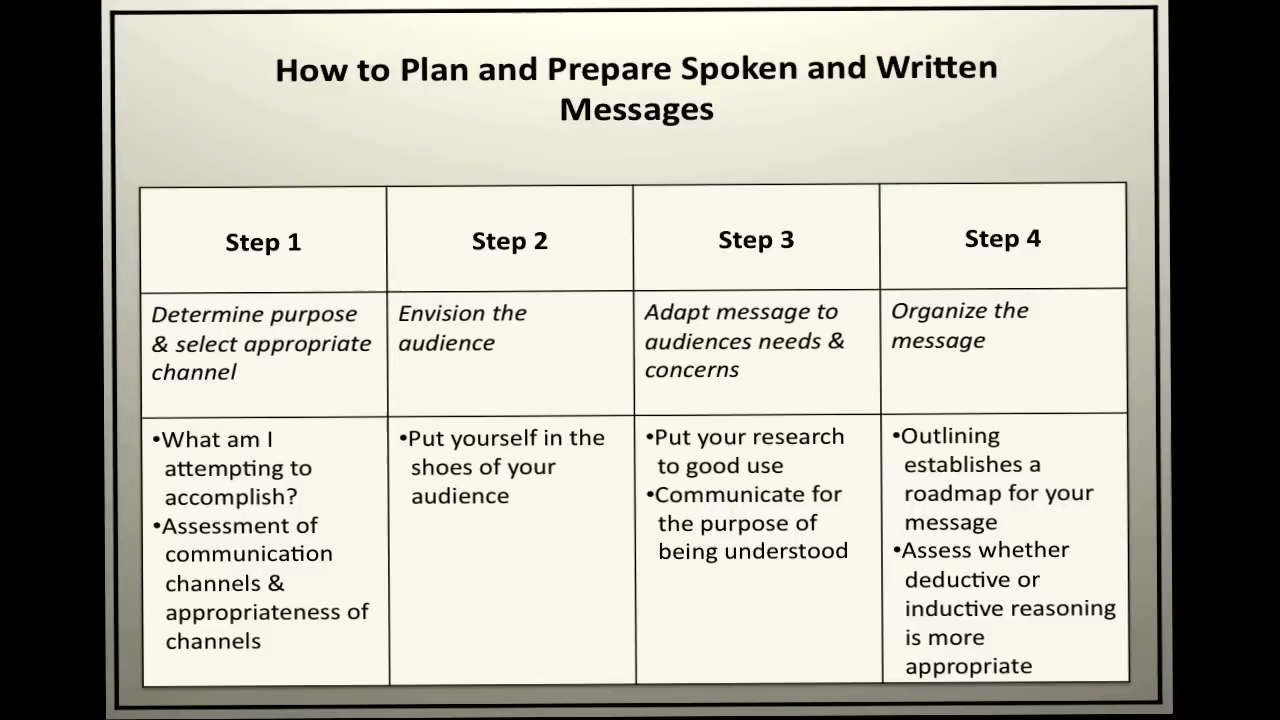 How to Plan and Prepare Spoken and Written
Messages
Step 1
Step 2
Step 3
Step 4
Determine purpose
& select appropriate
channel
Envision the
audience
Adapt message to
audiences needs &
concerns
Organize the
message
•What am I
attempting to
accomplish?
•Assessment of
communication
channels &
appropriateness of
channels
•Put yourself in the
shoes of your
audience
•Put your research
to good use
•Communicate for
the purpose of
being understood
•Outlining
establishes a
roadmap for your
message
•Assess whether
deductive or
inductive reasoning
is more
appropriate